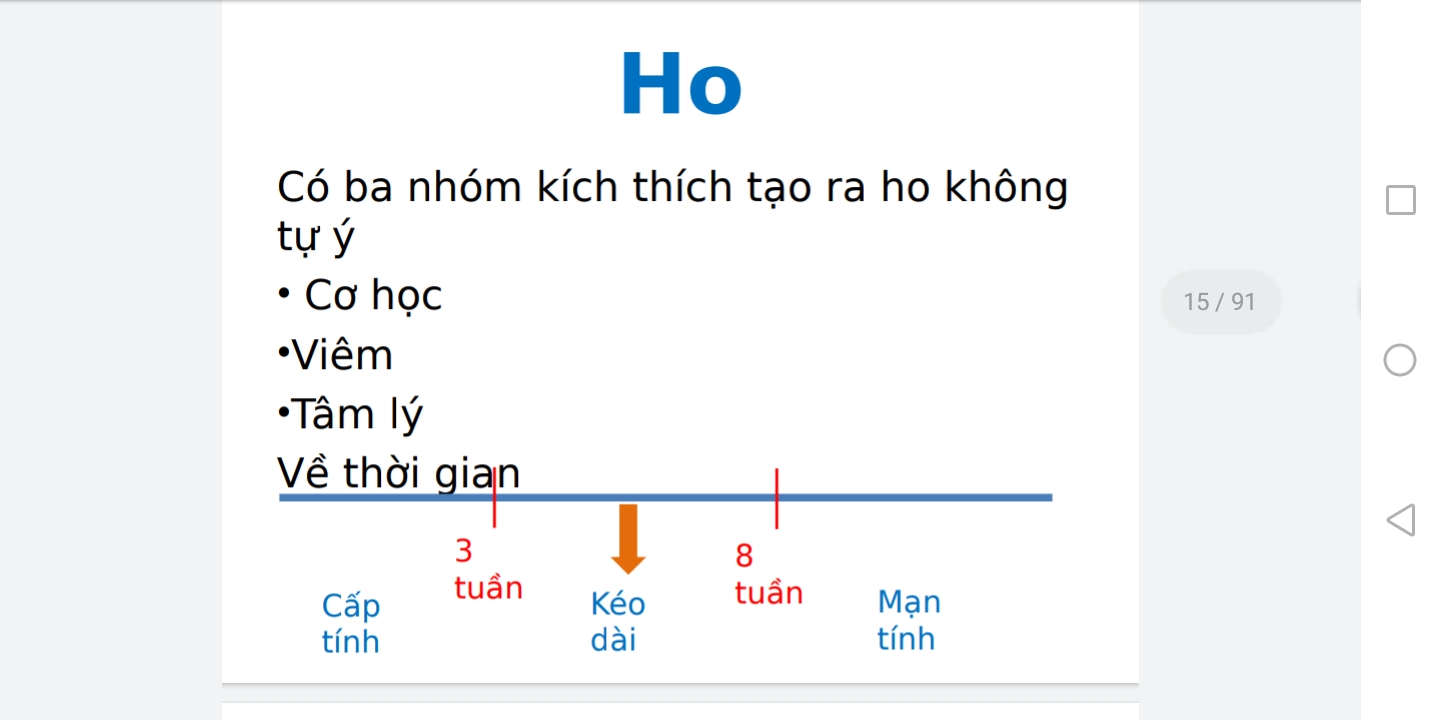 Ho
Có ba nhóm kích thích tạo ra ho không
tự ý
• Cơ học
•Viêm
•Tâm lý
Về thời gian
3
tuần
8
tuần
Cấp
tính
Kéo
dài
Mạn
tính
15 / 91